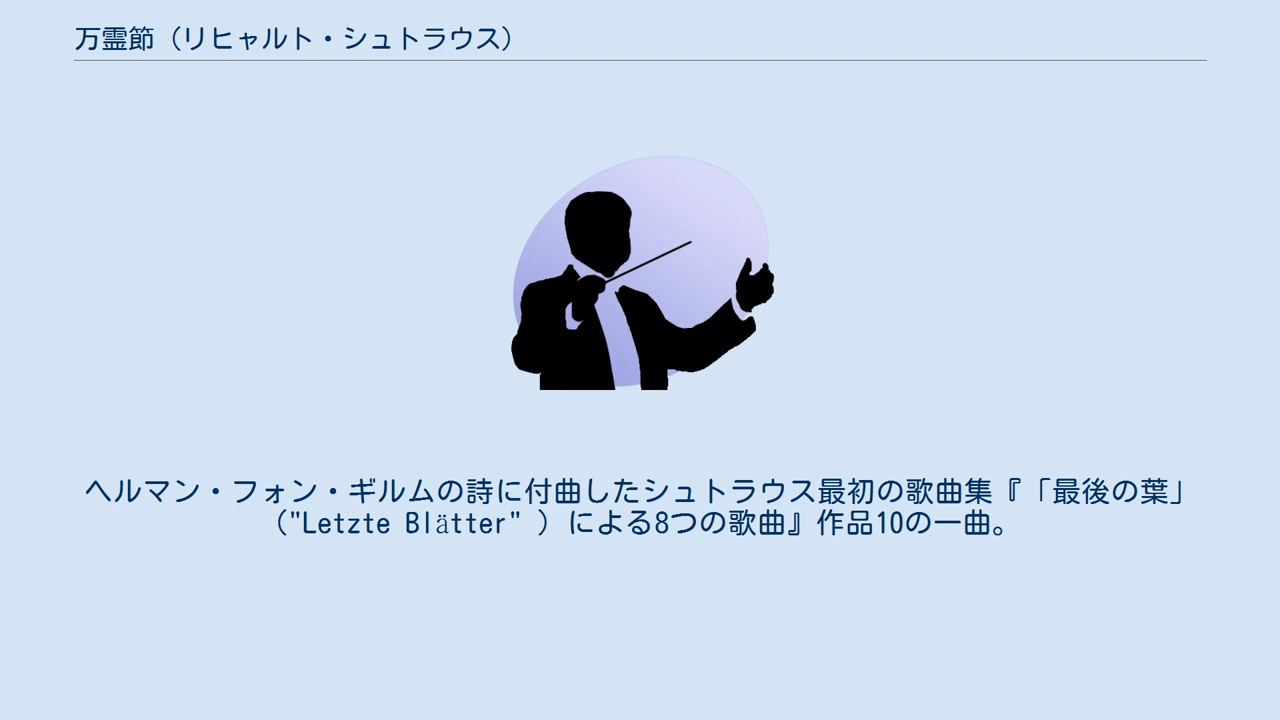 万霊節（リヒャルト・シュトラウス）
ヘルマン・フォン・ギルムの詩に付曲したシュトラウス最初の歌曲集『「最後の葉」
（"Letzte Blätter" ）による8つの歌曲』作品10の一曲。